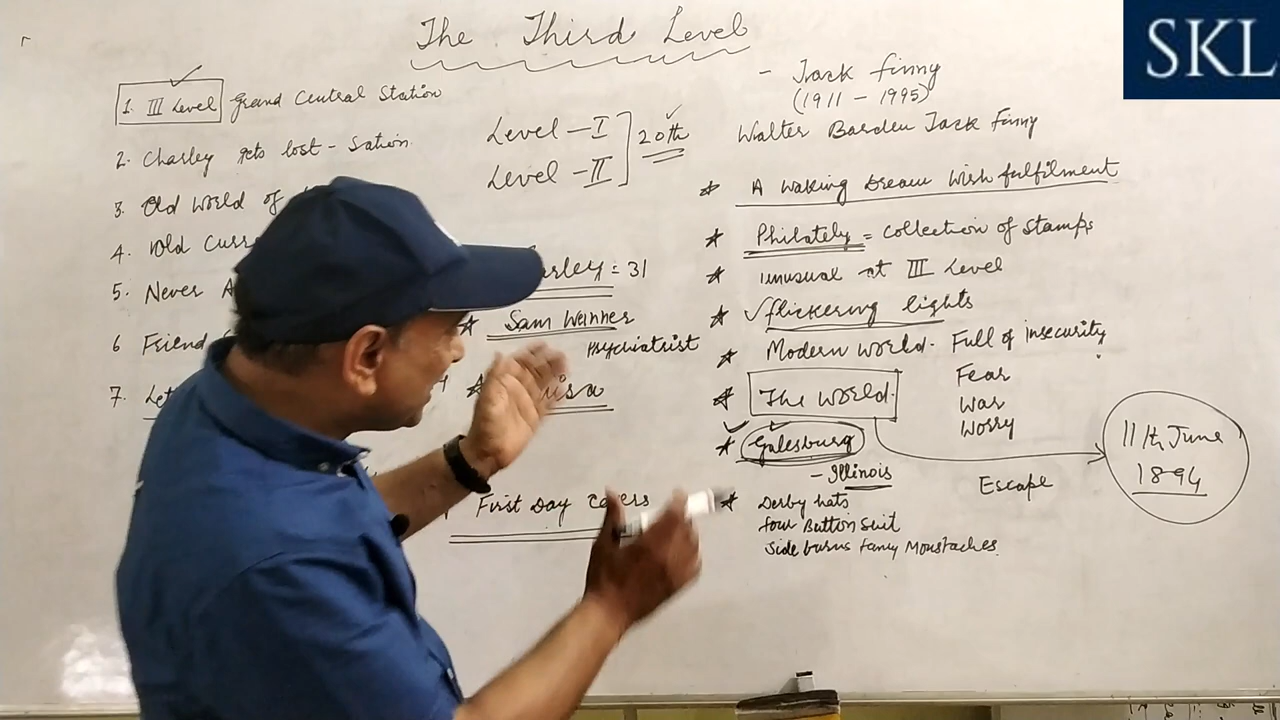 The Third Level
SKL
- Jack finny
(1911 - 1995)
Walter Barden Jack finny
1. III Level Grand Central Station
2. Charley gets lost - Sation.
3. Old World of
4. Old Curr
5. Never A
6 Friend
7. Let
Level - I
Level - II
20th
arley = 31
* Sam Weinner
Psychiatrist
* uisa
First Day Covers
* A waking Dream wish fulfilment
* Philately = collection of stamps
* unusual at III Level
* ✓flickering lights
* Modern World. Full of insecurity
Fear
War
Worry
* The World.
* Galesburg
- Illinois
Escape
11th June
1894
* Derby hats
four Button suit
Side burns fancy Moustaches.